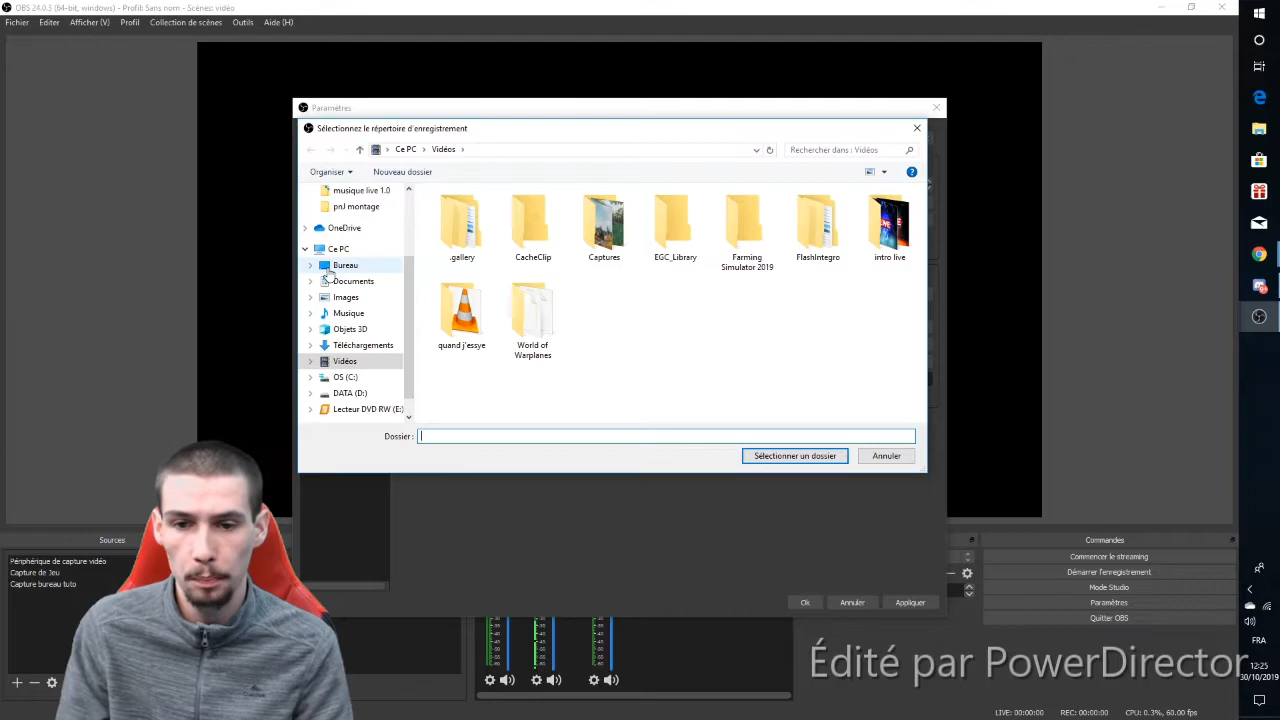 OBS 24.0.3 (64-bit, windows) - Profil: Sans nom - Scènes: vidéo
Fichier Editer Afficher (V) Profil Collection de scènes Outils Aide (H)
Paramètres
Sélectionnez le répertoire d'enregistrement
Ce PC > Vidéos >
Rechercher dans : Vidéos
Organiser Nouveau dossier
musique live 1.0
pnJ montage
OneDrive
Ce PC
Bureau
Documents
Images
Musique
Objets 3D
Téléchargements
Vidéos
OS (C:)
DATA (D:)
Lecteur DVD RW (E:)
.gallery
CacheClip
Captures
EGC_Library
Farming
Simulator 2019
FlashIntegro
intro live
quand j'essye
World of
Warplanes
Dossier :
Sélectionner un dossier Annuler
Ok Annuler Appliquer
Sources
Périphérique de capture vidéo
Capture de Jeu
Capture bureau tuto
Commandes
Commencer le streaming
Démarrer l'enregistrement
Mode Studio
Paramètres
Quitter OBS
Édité par PowerDirector
LIVE: 00:00:00 REC: 00:00:00 CPU: 0.3%, 60.00 fps
FRA
12:25
30/10/2019